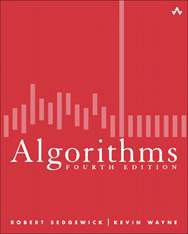 Algorithms
FOURTH EDITION
ROBERT SEDGEWICK | KEVIN WAYNE